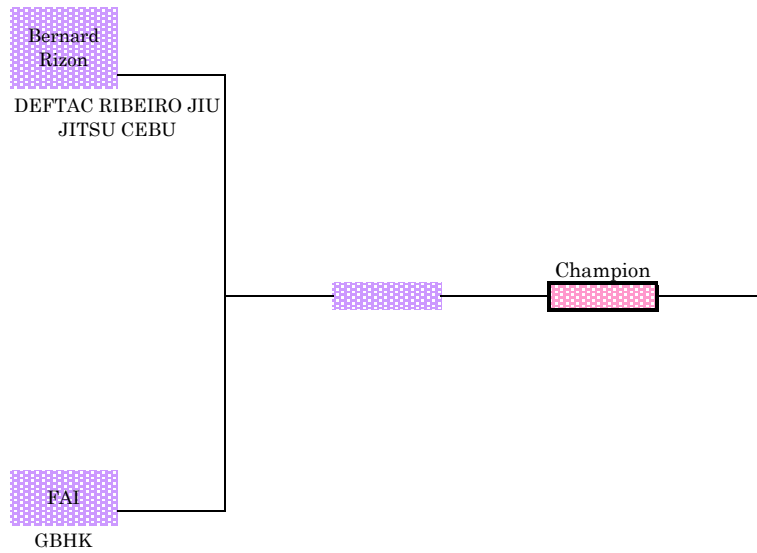 Bernard
Rizon
DEFTAC RIBEIRO JIU
JITSU CEBU
Champion
FAI
GBHK